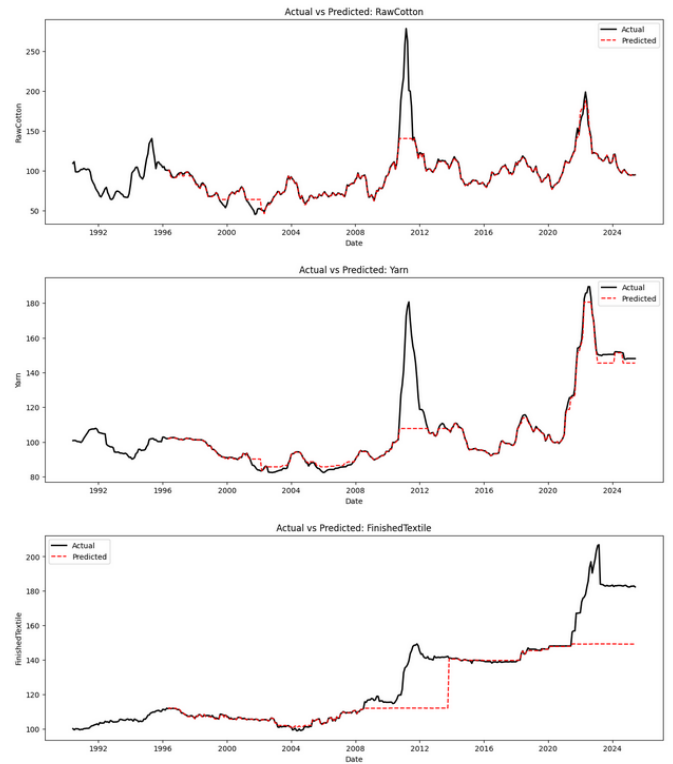 Actual vs Predicted: RawCotton
Actual
Predicted
250
200
150
100
50
RawCotton
1992 1996 2000 2004 2008 2012 2016 2020 2024
Date
Actual vs Predicted: Yarn
Actual
Predicted
180
160
140
120
100
80
Yarn
1992 1996 2000 2004 2008 2012 2016 2020 2024
Date
Actual vs Predicted: FinishedTextile
Actual
Predicted
200
180
160
140
120
100
FinishedTextile
1992 1996 2000 2004 2008 2012 2016 2020 2024
Date